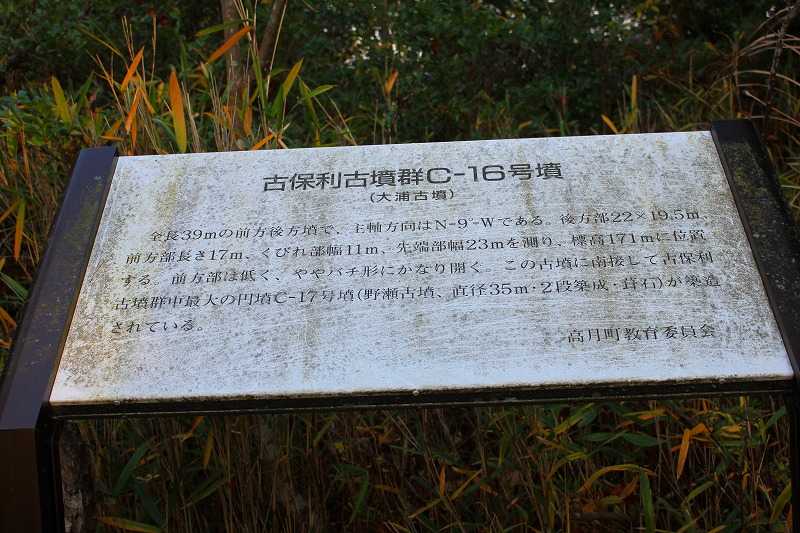 古保利古墳群C-16号墳
(大浦古墳)
全長39mの前方後方墳で、主軸方向はN-9°-Wである。後方部22×19.5m、
前方部長さ17m、くびれ部幅11m、先端部幅23mを測り、標高171mに位置
する。前方部は低く、ややバチ形にかなり開く。この古墳に南接して古保利
古墳群中最大の円墳C-17号墳(野瀬古墳、直径35m・2段築成・葺石)が築造
されている。
高月町教育委員会